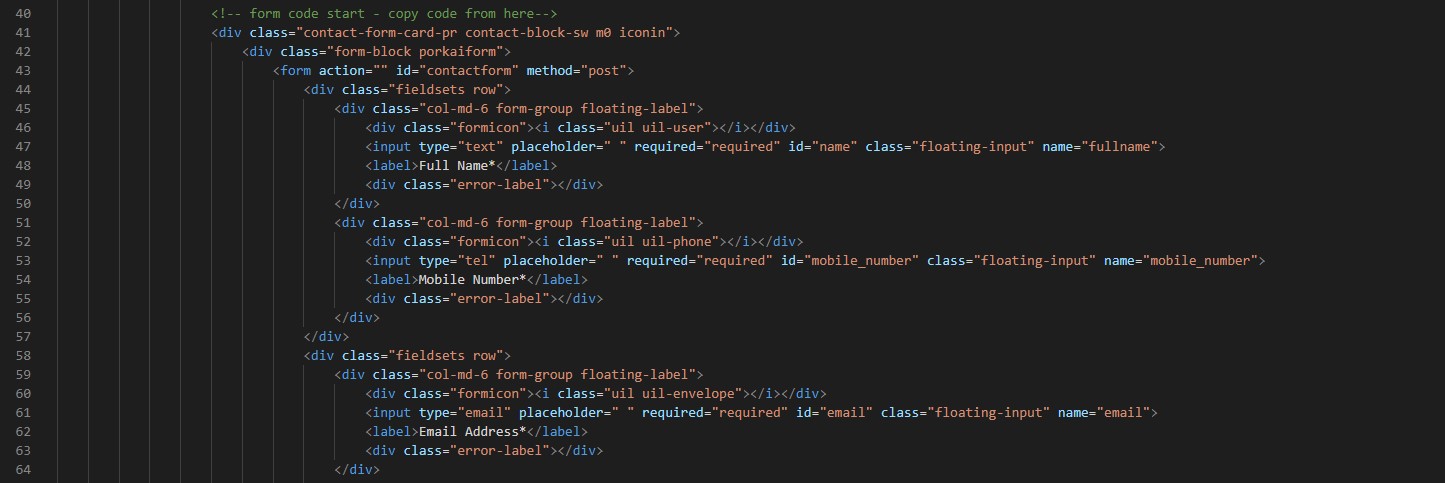 40 <!-- form code start - copy code from here-->
41 <div class="contact-form-card-pr contact-block-sw m0 iconin">
42 <div class="form-block porkaiform">
43 <form action="" id="contactform" method="post">
44 <div class="fieldsets row">
45 <div class="col-md-6 form-group floating-label">
46 <div class="formicon"><i class="uil uil-user"></i></div>
47 <input type="text" placeholder=" " required="required" id="name" class="floating-input" name="fullname">
48 <label>Full Name*</label>
49 <div class="error-label"></div>
50 </div>
51 <div class="col-md-6 form-group floating-label">
52 <div class="formicon"><i class="uil uil-phone"></i></div>
53 <input type="tel" placeholder=" " required="required" id="mobile_number" class="floating-input" name="mobile_number">
54 <label>Mobile Number*</label>
55 <div class="error-label"></div>
56 </div>
57 </div>
58 <div class="fieldsets row">
59 <div class="col-md-6 form-group floating-label">
60 <div class="formicon"><i class="uil uil-envelope"></i></div>
61 <input type="email" placeholder=" " required="required" id="email" class="floating-input" name="email">
62 <label>Email Address*</label>
63 <div class="error-label"></div>
64 </div>